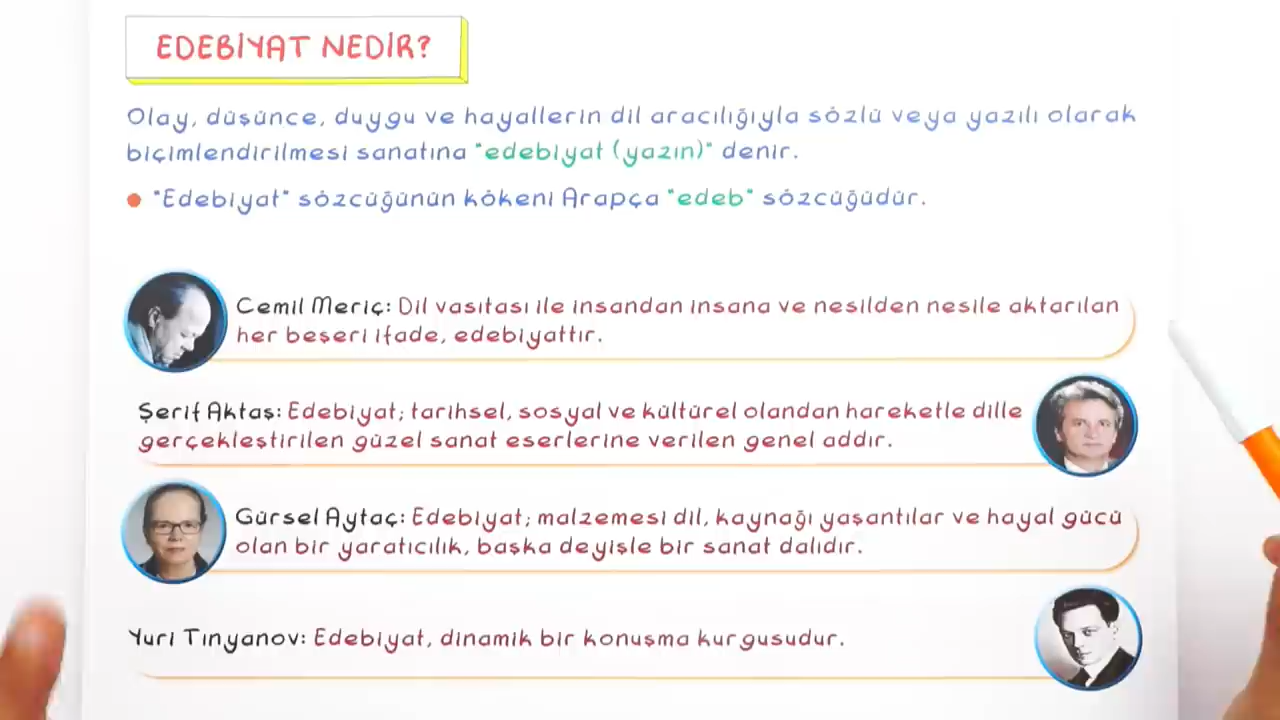 EDEBİYAT NEDİR?
Olay, düşünce, duygu ve hayallerin dil aracılığıyla sözlü veya yazılı olarak
biçimlendirilmesi sanatına "edebiyat (yazın)" denir.
"Edebiyat" sözcüğünün kökeni Arapça "edeb" sözcüğüdür.
Cemil Meriç: Dil vasıtası ile insandan insana ve nesilden nesile aktarılan
her beşeri ifade, edebiyattır.
Şerif Aktaş: Edebiyat; tarihsel, sosyal ve kültürel olandan hareketle dille
gerçekleştirilen güzel sanat eserlerine verilen genel addır.
Gürsel Aytaç: Edebiyat; malzemesi dil, kaynağı yaşantılar ve hayal gücü
olan bir yaratıcılık, başka deyişle bir sanat dalıdır.
Yuri Tınyanov: Edebiyat, dinamik bir konuşma kurgusudur.